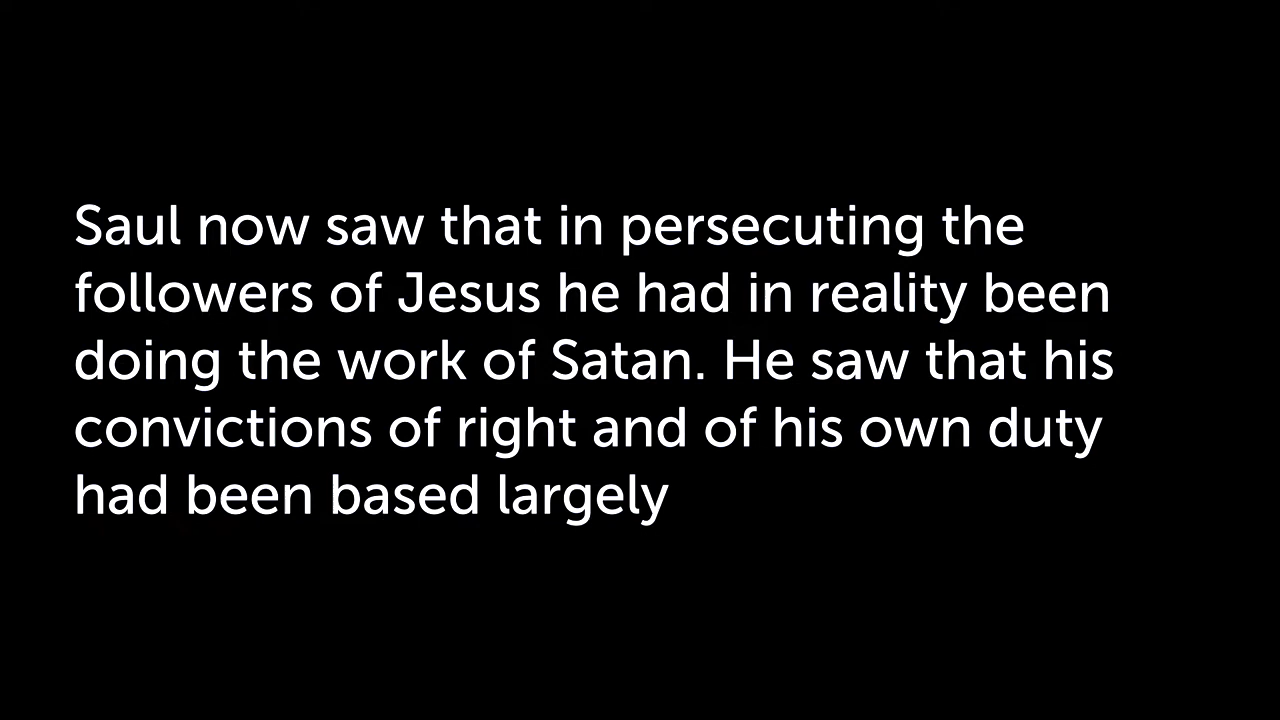 Saul now saw that in persecuting the
followers of Jesus he had in reality been
doing the work of Satan. He saw that his
convictions of right and of his own duty
had been based largely